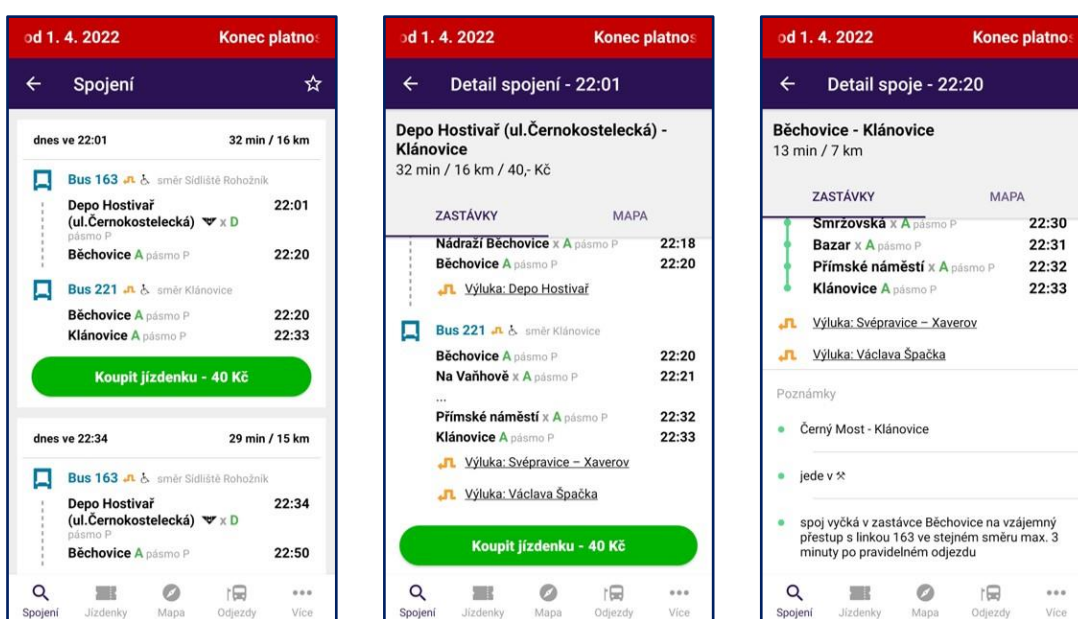 od 1. 4. 2022 Konec platnos
Spojení
dnes ve 22:01 32 min / 16 km
Bus 163 směr Sídliště Rohožník
Depo Hostivař 22:01
(ul.Černokostelecká) x D
pásmo P
Běchovice A pásmo P 22:20
Bus 221 směr Klánovice
Běchovice A pásmo P 22:20
Klánovice A pásmo P 22:33
Koupit jízdenku - 40 Kč
dnes ve 22:34 29 min / 15 km
Bus 163 směr Sídliště Rohožník
Depo Hostivař 22:34
(ul.Černokostelecká) x D
pásmo P
Běchovice A pásmo P 22:50
Spojení Jízdenky Mapa Odjezdy Více
od 1. 4. 2022 Konec platnos
Detail spojení - 22:01
Depo Hostivař (ul.Černokostelecká) -
Klánovice
32 min / 16 km / 40,- Kč
ZASTÁVKY MAPA
Nádraží Běchovice x A pásmo P 22:18
Běchovice A pásmo P 22:20
Výluka: Depo Hostivař
Bus 221 směr Klánovice
Běchovice A pásmo P 22:20
Na Vaňhově x A pásmo P 22:21
...
Přímské náměstí x A pásmo P 22:32
Klánovice A pásmo P 22:33
Výluka: Svépravice – Xaverov
Výluka: Václava Špačka
Koupit jízdenku - 40 Kč
Spojení Jízdenky Mapa Odjezdy Více
od 1. 4. 2022 Konec platnos
Detail spoje - 22:20
Běchovice - Klánovice
13 min / 7 km
ZASTÁVKY MAPA
Smržovská x A pásmo P 22:30
Bazar x A pásmo P 22:31
Přímské náměstí x A pásmo P 22:32
Klánovice A pásmo P 22:33
Výluka: Svépravice – Xaverov
Výluka: Václava Špačka
Poznámky
Černý Most - Klánovice
jede v ⚒
spoj vyčká v zastávce Běchovice na vzájemný
přestup s linkou 163 ve stejném směru max. 3
minuty po pravidelném odjezdu
Spojení Jízdenky Mapa Odjezdy Více